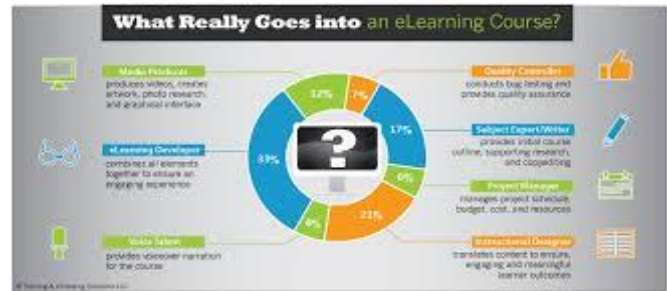 What Really Goes into an eLearning Course?
Media Producer
produces videos, creates
artwork, photo research,
and graphical interface
eLearning Developer
combines all elements
together to ensure an
engaging experience
Voice Talent
provides voiceover narration
for the course
12%
7%
17%
33%
6%
21%
?
Quality Controller
conducts bug testing and
provides quality assurance
Subject Expert/Writer
provides initial course
outline, supporting research,
and copyediting
Project Manager
manages project schedule,
budget, cost, and resources
Instructional Designer
translates content to ensure,
engaging and meaningful
learner outcomes